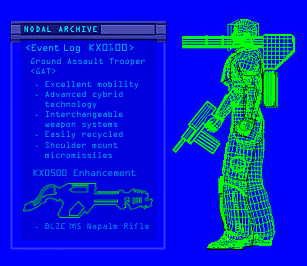 NODAL ARCHIVE
<Event Log KX0500>
Ground Assault Trooper
<GAT>
· Excellent mobility
· Advanced cybrid
technology
· Interchangeable
weapon systems
· Easily recycled
· Shoulder mount
micromissiles
KX0500 Enhancement
· BLZE M5 Napalm Rifle